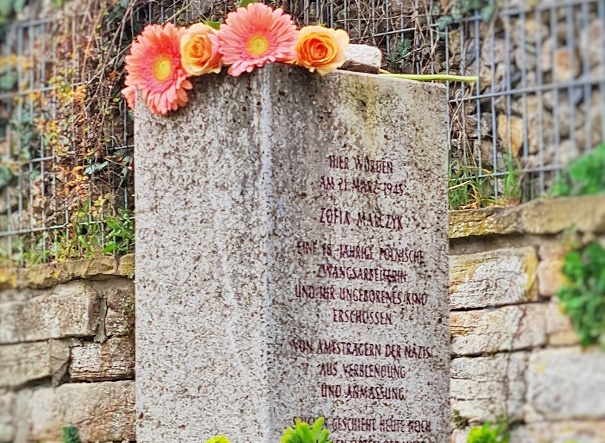 HIER WURDEN
AM 21. MÄRZ 1945
ZOFIA MALCZYK
EINE 18-JÄHRIGE POLNISCHE
ZWANGSARBEITERIN
UND IHR UNGEBORENES KIND
ERSCHOSSEN
VON AMTSTRÄGERN DER NAZIS
AUS VERBLENDUNG
UND ANMASSUNG
GESCHIEHT HEUTE NOCH